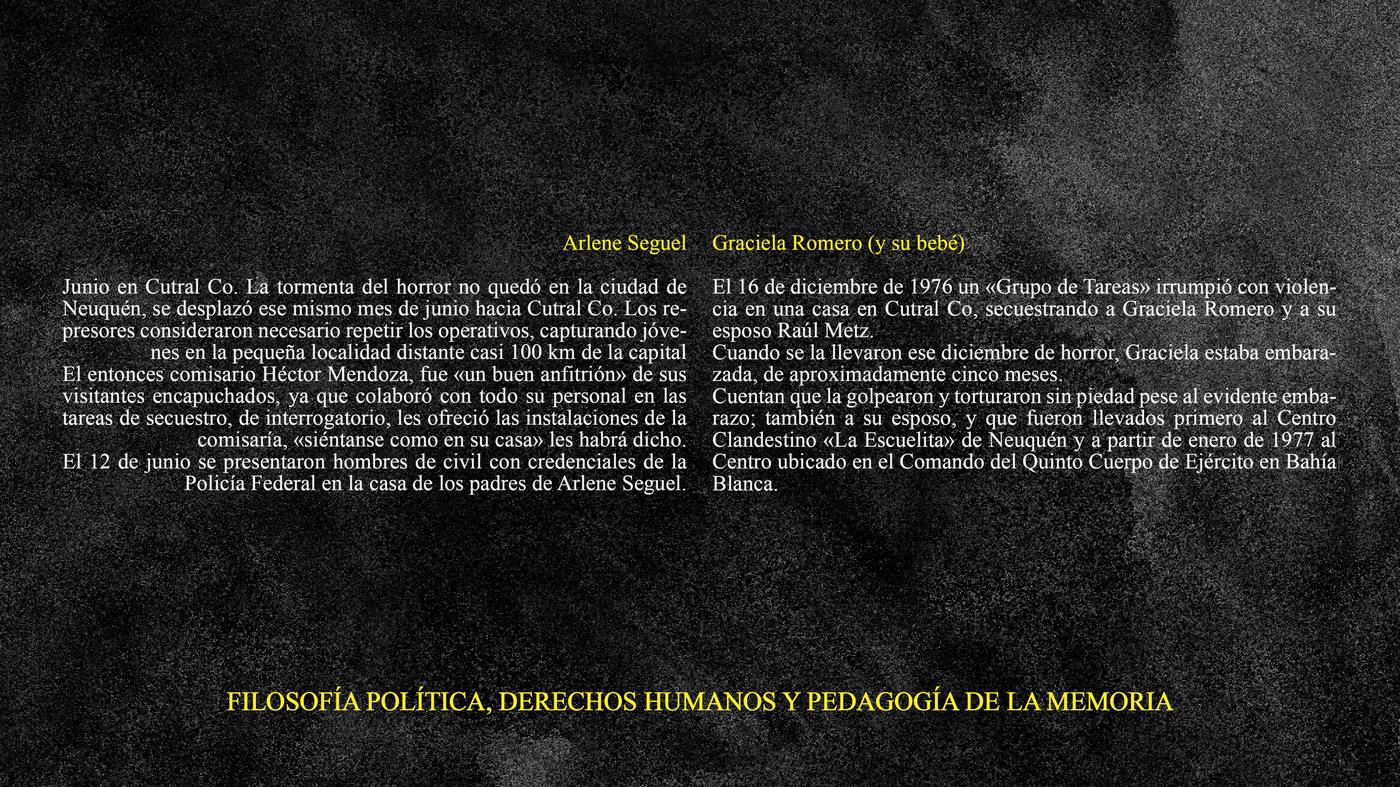 Arlene Seguel
Junio en Cutral Co. La tormenta del horror no quedó en la ciudad de
Neuquén, se desplazó ese mismo mes de junio hacia Cutral Co. Los re-
presores consideraron necesario repetir los operativos, capturando jóve-
nes en la pequeña localidad distante casi 100 km de la capital
El entonces comisario Héctor Mendoza, fue «un buen anfitrión» de sus
visitantes encapuchados, ya que colaboró con todo su personal en las
tareas de secuestro, de interrogatorio, les ofreció las instalaciones de la
comisaría, «siéntanse como en su casa» les habrá dicho.
El 12 de junio se presentaron hombres de civil con credenciales de la
Policía Federal en la casa de los padres de Arlene Seguel.
Graciela Romero (y su bebé)
El 16 de diciembre de 1976 un «Grupo de Tareas» irrumpió con violen-
cia en una casa en Cutral Co, secuestrando a Graciela Romero y a su
esposo Raúl Metz.
Cuando se la llevaron ese diciembre de horror, Graciela estaba embara-
zada, de aproximadamente cinco meses.
Cuentan que la golpearon y torturaron sin piedad pese al evidente emba-
razo; también a su esposo, y que fueron llevados primero al Centro
Clandestino «La Escuelita» de Neuquén y a partir de enero de 1977 al
Centro ubicado en el Comando del Quinto Cuerpo de Ejército en Bahía
Blanca.
FILOSOFÍA POLÍTICA, DERECHOS HUMANOS Y PEDAGOGÍA DE LA MEMORIA